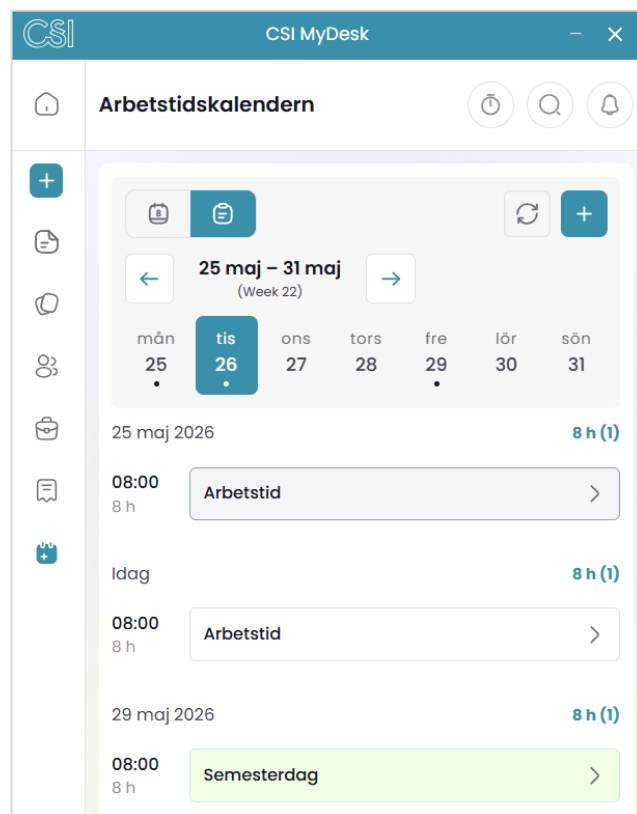 CSI
CSI MyDesk
Arbetstidskalendern
8
25 maj – 31 maj
(Week 22)
mån tis ons tors fre lör sön
25 26 27 28 29 30 31
25 maj 2026 8 h (1)
08:00 Arbetstid
8 h
Idag 8 h (1)
08:00 Arbetstid
8 h
29 maj 2026 8 h (1)
08:00 Semesterdag
8 h